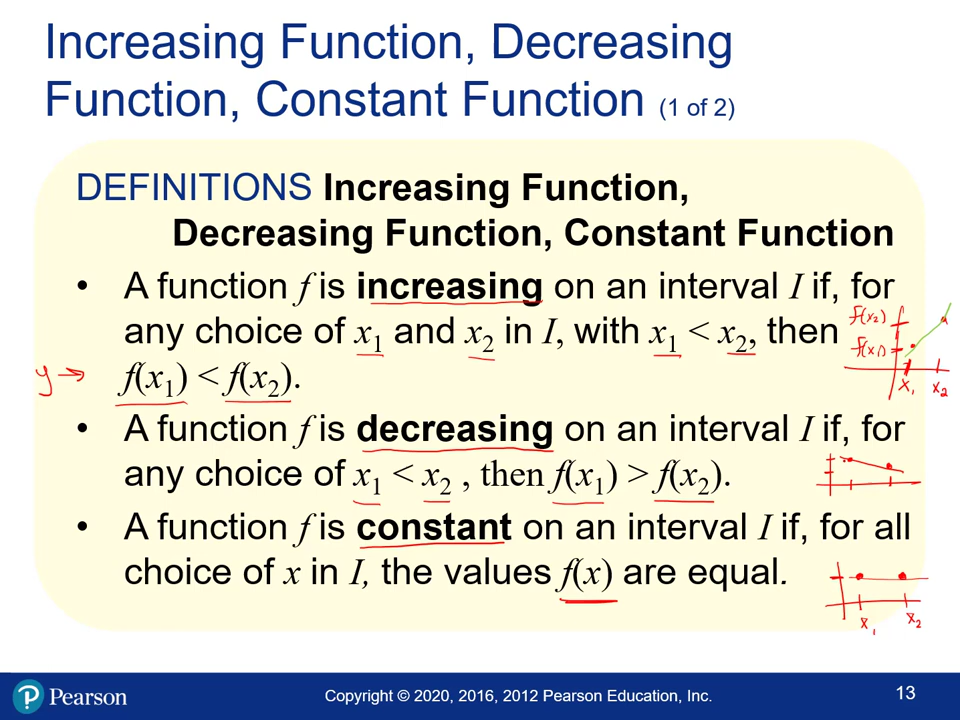 Increasing Function, Decreasing
Function, Constant Function (1 of 2)
DEFINITIONS Increasing Function,
Decreasing Function, Constant Function
• A function f is increasing on an interval I if, for
any choice of x₁ and x₂ in I, with x₁ < x₂, then
f(x₁) < f(x₂).
y →
f(x₂)
f(x₁)
x₁ x₂
• A function f is decreasing on an interval I if, for
any choice of x₁ < x₂ , then f(x₁) > f(x₂).
• A function f is constant on an interval I if, for all
choice of x in I, the values f(x) are equal.
x₁ x₂
Pearson
Copyright © 2020, 2016, 2012 Pearson Education, Inc.
13